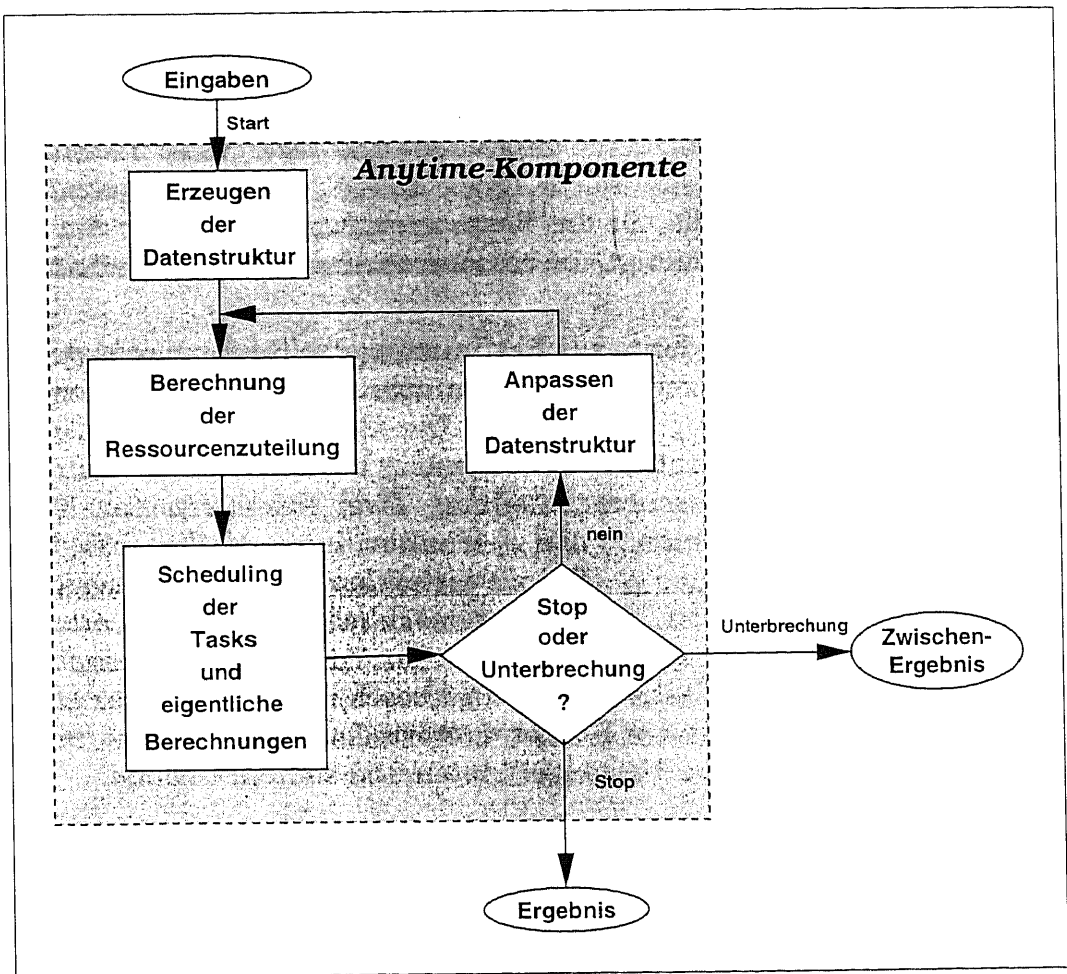 Eingaben
Start
Anytime-Komponente
Erzeugen
der
Datenstruktur
Berechnung
der
Ressourcenzuteilung
Anpassen
der
Datenstruktur
nein
Scheduling
der
Tasks
und
eigentliche
Berechnungen
Stop
oder
Unterbrechung
?
Unterbrechung
Zwischen-
Ergebnis
Stop
Ergebnis